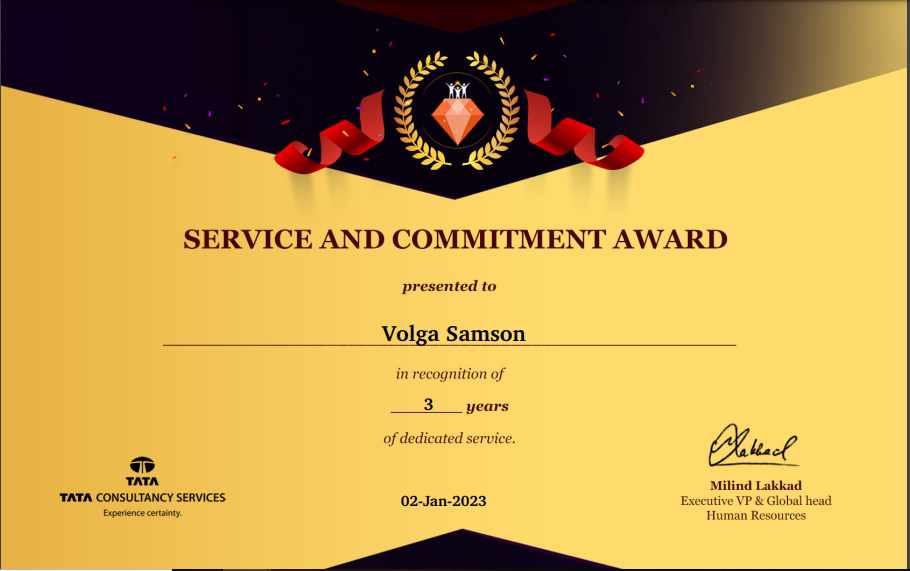 SERVICE AND COMMITMENT AWARD
presented to
Volga Samson
in recognition of
3 years
of dedicated service.
TATA
TATA CONSULTANCY SERVICES
Experience certainty.
02-Jan-2023
Clakkad
Milind Lakkad
Executive VP & Global head
Human Resources